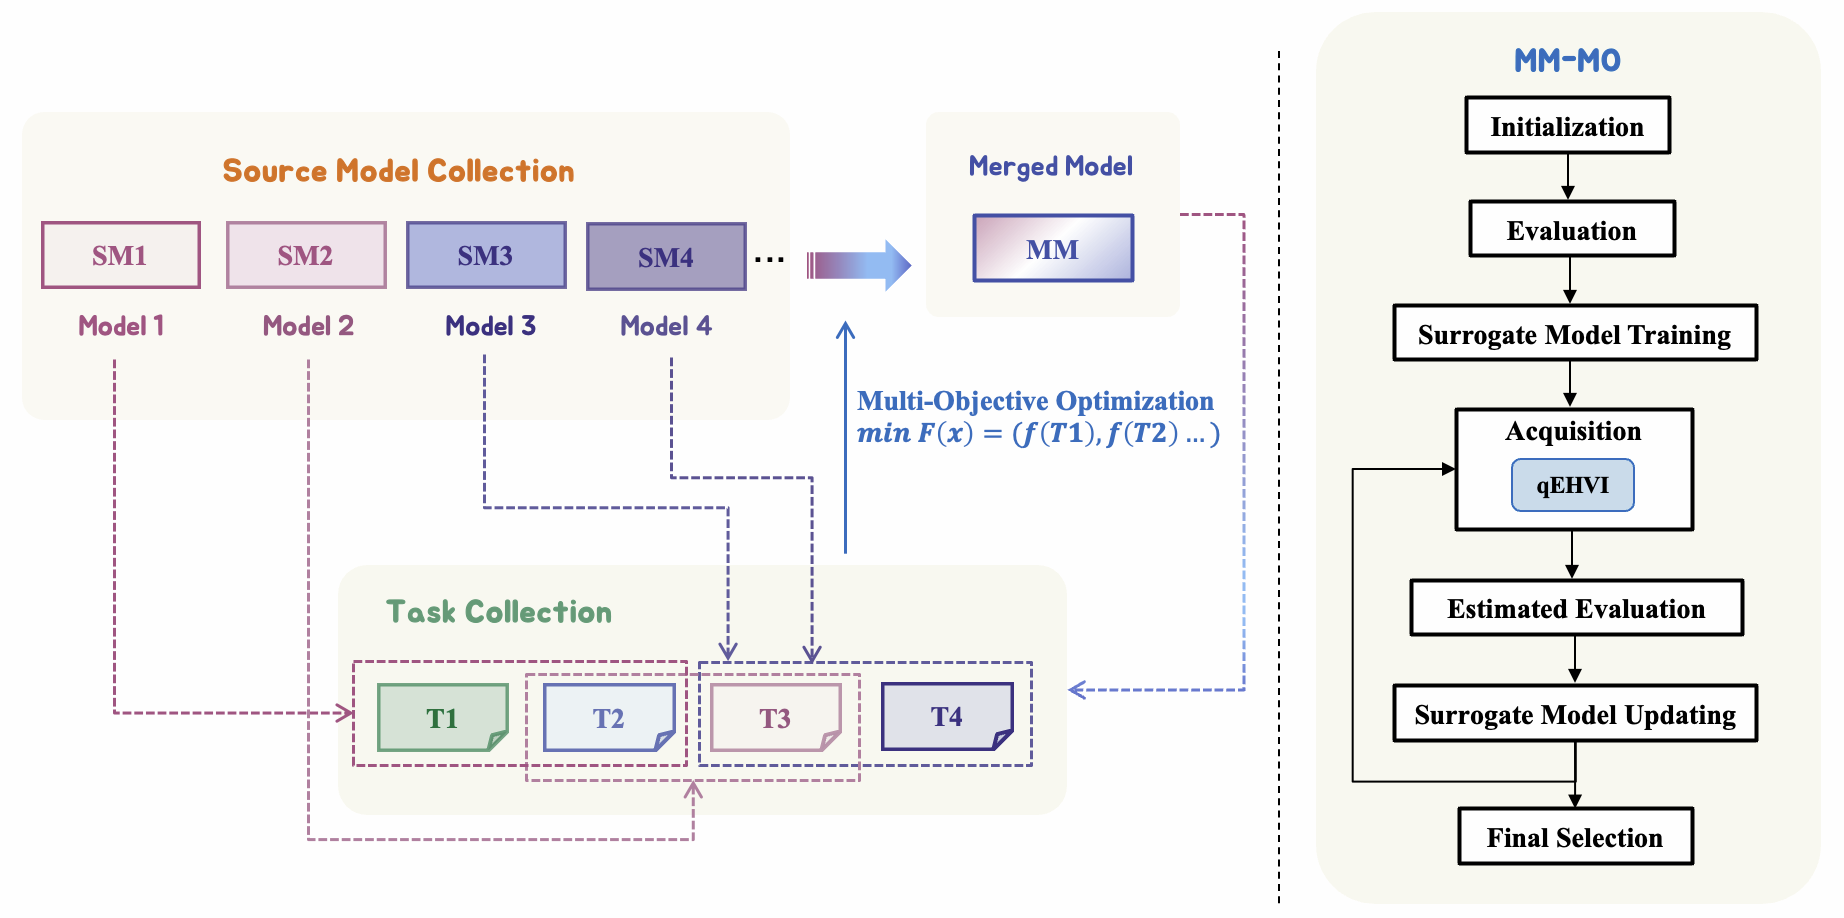 Source Model Collection
SM1
SM2
SM3
SM4
...
Model 1
Model 2
Model 3
Model 4
Merged Model
MM
Multi-Objective Optimization
min F(x) = (f(T1), f(T2) ... )
Task Collection
T1
T2
T3
T4
MM-MO
Initialization
Evaluation
Surrogate Model Training
Acquisition
qEHVI
Estimated Evaluation
Surrogate Model Updating
Final Selection